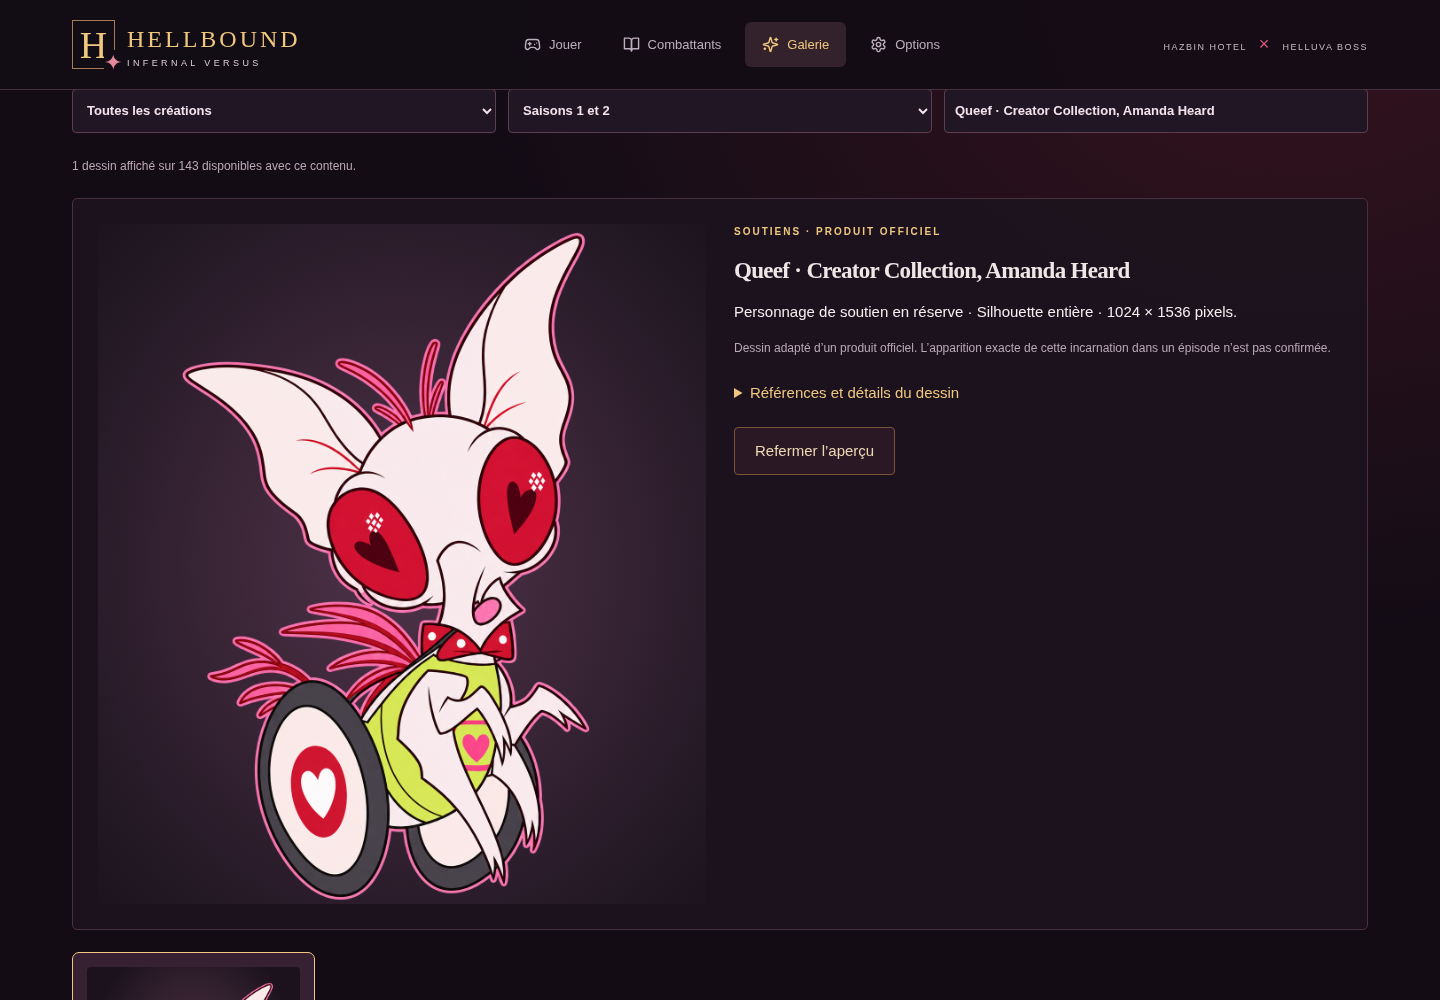 HELLBOUND
INFERNAL VERSUS
Jouer
Combattants
Galerie
Options
HAZBIN HOTEL × HELLUVA BOSS
Toutes les créations
Saisons 1 et 2
Queef · Creator Collection, Amanda Heard
1 dessin affiché sur 143 disponibles avec ce contenu.
SOUTIENS · PRODUIT OFFICIEL
Queef · Creator Collection, Amanda Heard
Personnage de soutien en réserve · Silhouette entière · 1024 × 1536 pixels.
Dessin adapté d’un produit officiel. L’apparition exacte de cette incarnation dans un épisode n’est pas confirmée.
Références et détails du dessin
Refermer l’aperçu